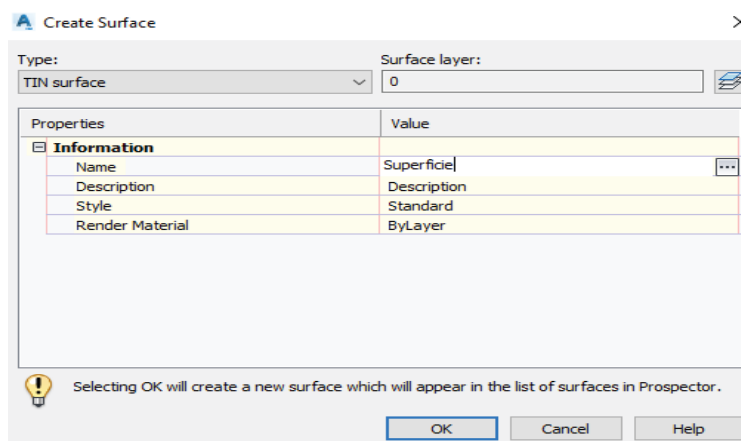 Create Surface
Type: Surface layer:
TIN surface 0
Properties Value
Information
Name Superficie
Description Description
Style Standard
Render Material ByLayer
Selecting OK will create a new surface which will appear in the list of surfaces in Prospector.
OK Cancel Help